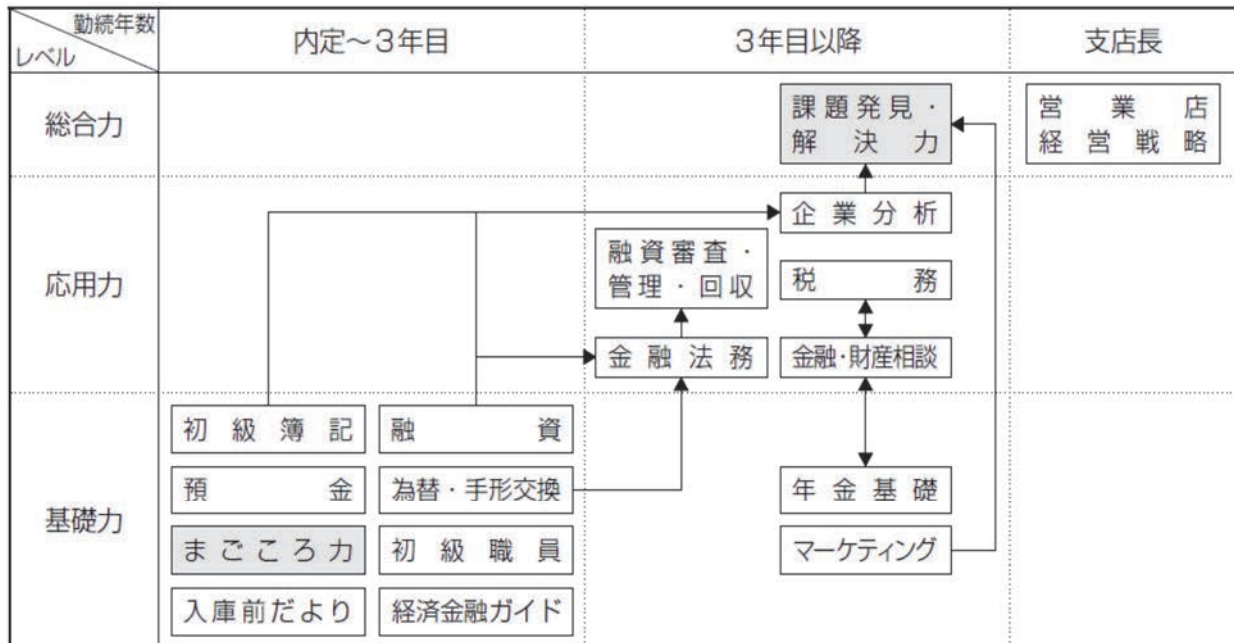 勤続年数
レベル
内定～3年目
3年目以降
支店長
総合力
課題発見・
解決力
営業店
経営戦略
応用力
企業分析
融資審査・
管理・回収
税務
金融法務
金融・財産相談
基礎力
初級簿記
融資
預金
為替・手形交換
年金基礎
まごころ力
初級職員
マーケティング
入庫前だより
経済金融ガイド